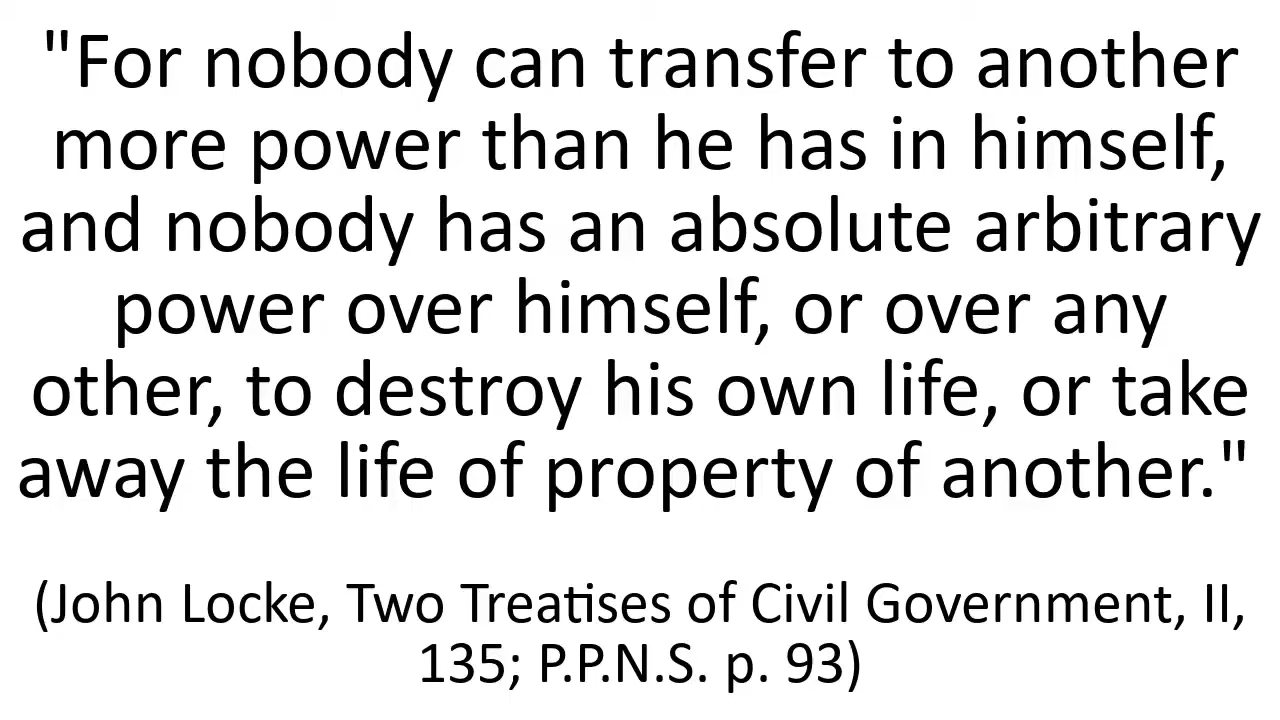 "For nobody can transfer to another
more power than he has in himself,
and nobody has an absolute arbitrary
power over himself, or over any
other, to destroy his own life, or take
away the life of property of another."
(John Locke, Two Treatises of Civil Government, II,
135; P.P.N.S. p. 93)